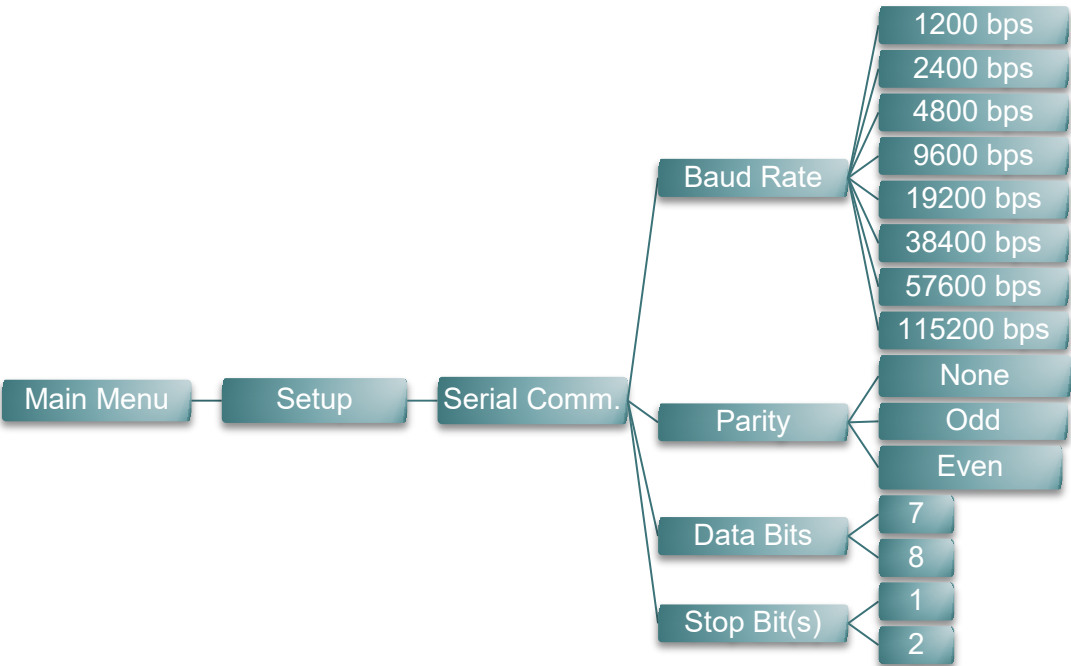 Main Menu
Setup
Serial Comm.
Baud Rate
1200 bps
2400 bps
4800 bps
9600 bps
19200 bps
38400 bps
57600 bps
115200 bps
Parity
None
Odd
Even
Data Bits
7
8
Stop Bit(s)
1
2